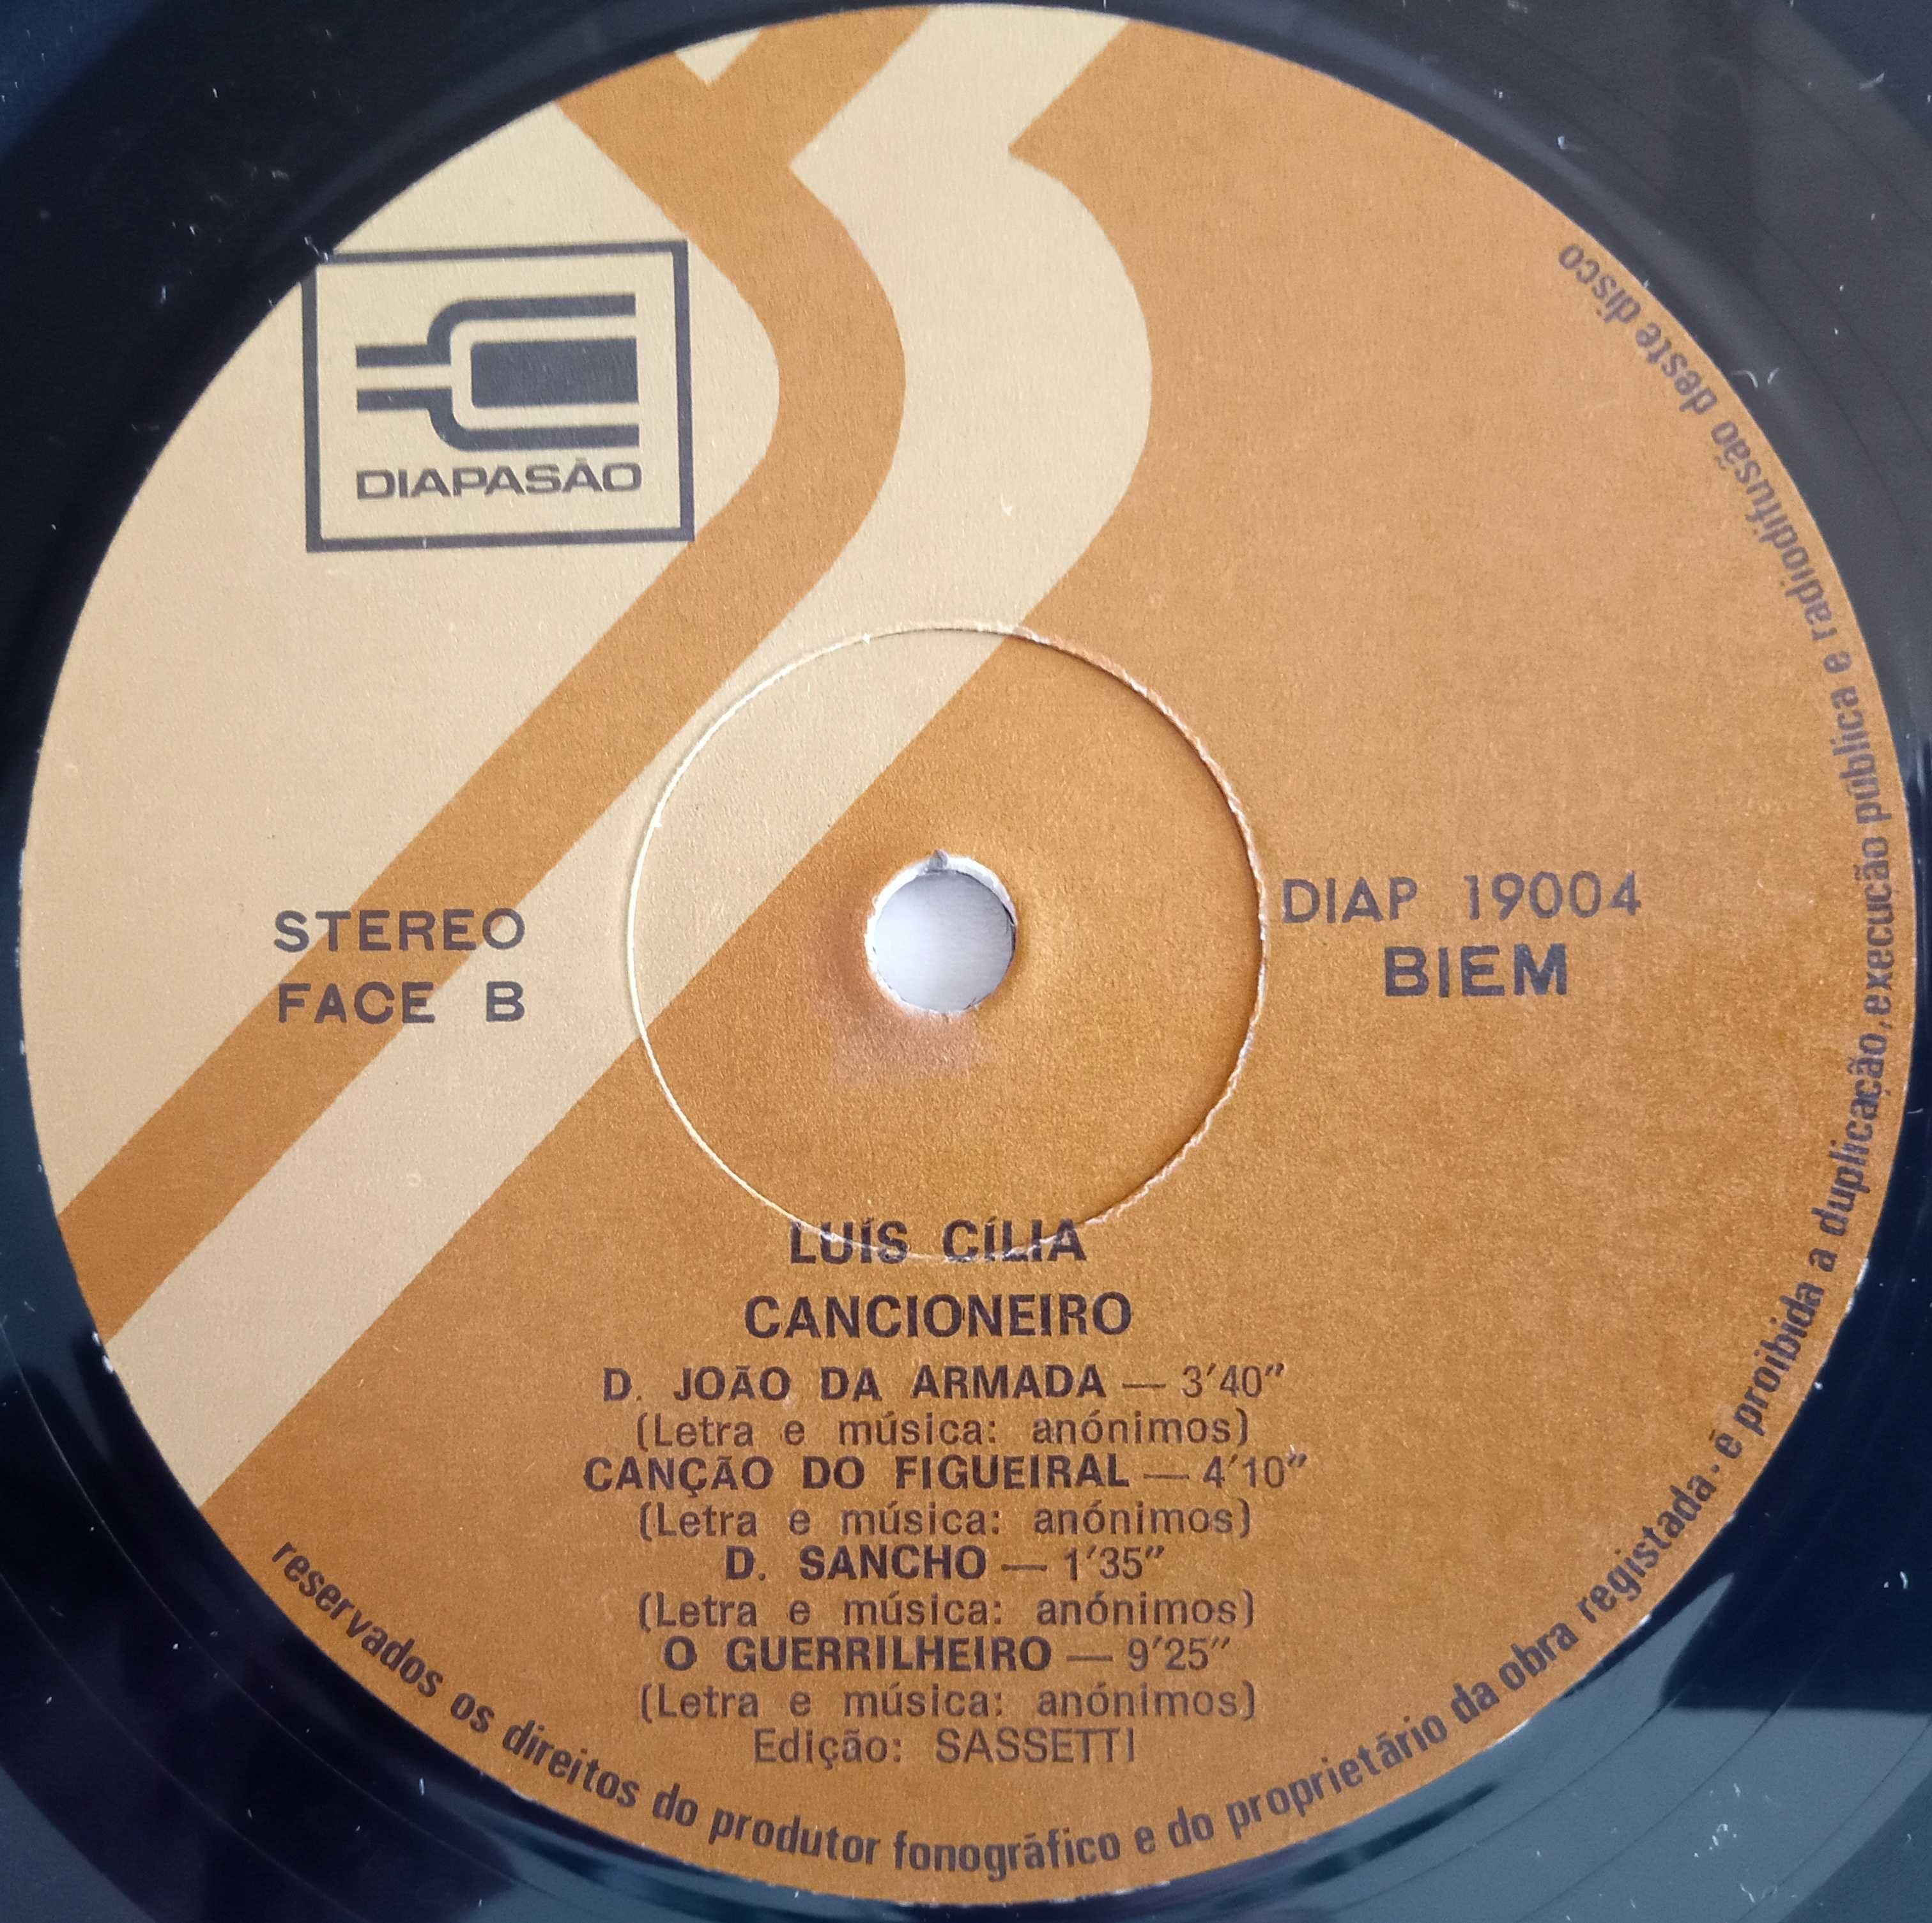 DIAPASÃO
STEREO
FACE B
DIAP 19004
BIEM
LUÍS CÍLIA
CANCIONEIRO
D. JOÃO DA ARMADA — 3'40"
(Letra e música: anónimos)
CANÇÃO DO FIGUEIRAL — 4'10"
(Letra e música: anónimos)
D. SANCHO — 1'35"
(Letra e música: anónimos)
O GUERRILHEIRO — 9'25"
(Letra e música: anónimos)
Edição: SASSETTI
reservados os direitos do produtor fonográfico e do proprietário da obra registada - é proibida a duplicação, execução pública e radiodifusão deste disco